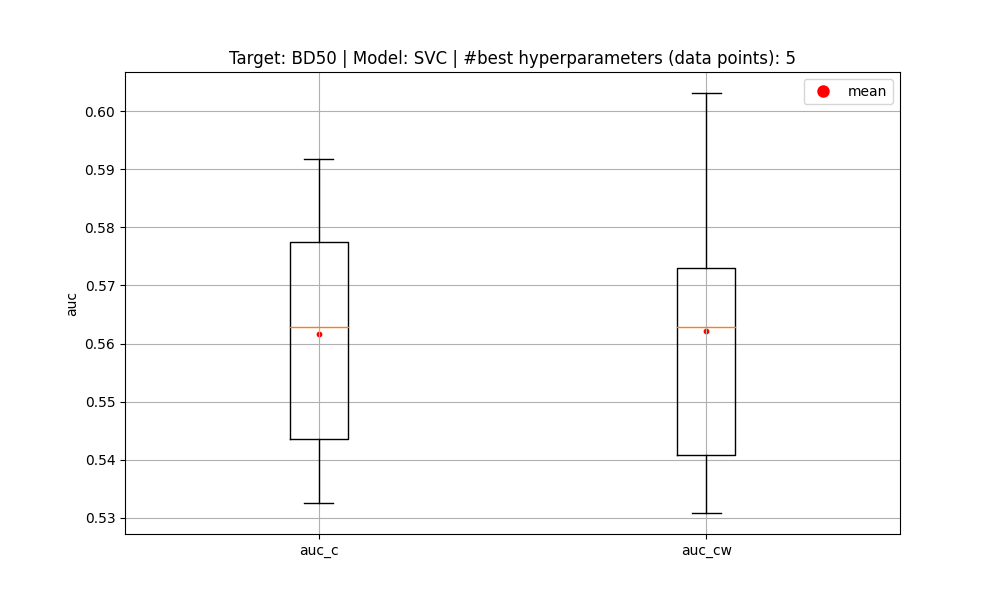 Target: BD50 | Model: SVC | #best hyperparameters (data points): 5
mean
0.60
0.59
0.58
0.57
0.56
0.55
0.54
0.53
auc
auc_c
auc_cw